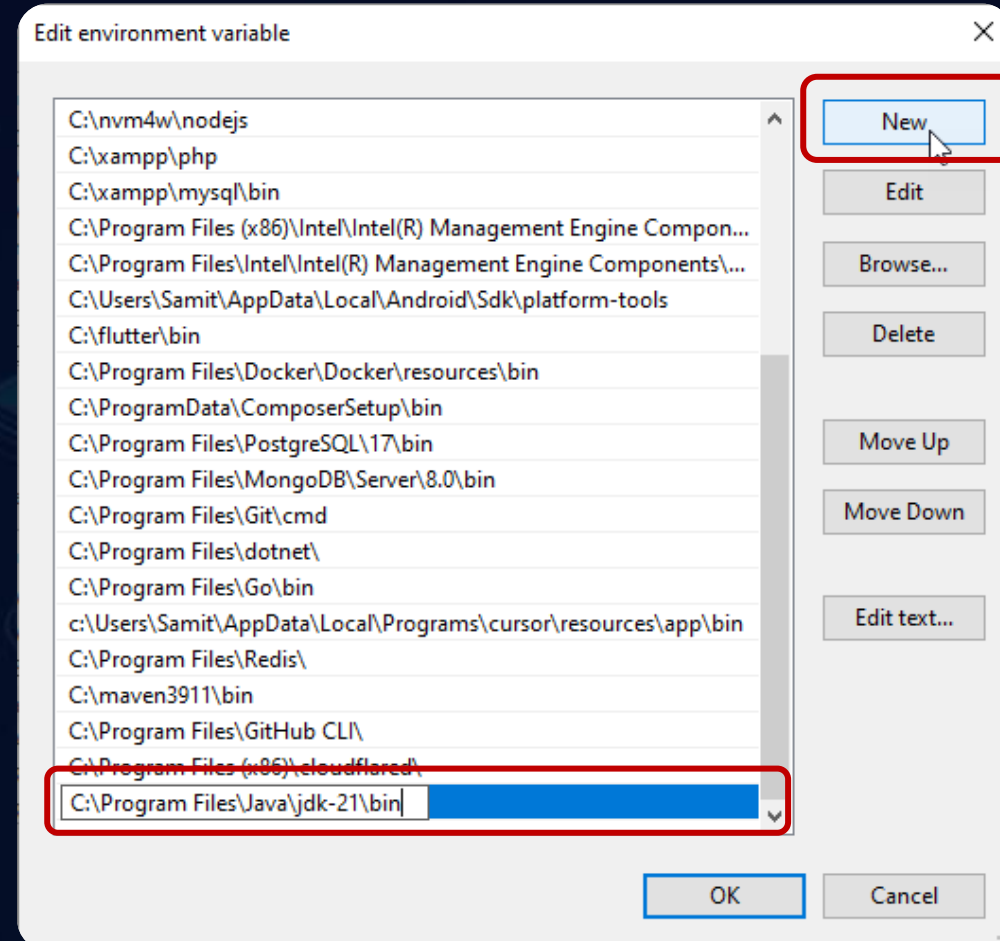 Edit environment variable
C:\nvm4w\nodejs
C:\xampp\php
C:\xampp\mysql\bin
C:\Program Files (x86)\Intel\Intel(R) Management Engine Compon...
C:\Program Files\Intel\Intel(R) Management Engine Components\...
C:\Users\Samit\AppData\Local\Android\Sdk\platform-tools
C:\flutter\bin
C:\Program Files\Docker\Docker\resources\bin
C:\ProgramData\ComposerSetup\bin
C:\Program Files\PostgreSQL\17\bin
C:\Program Files\MongoDB\Server\8.0\bin
C:\Program Files\Git\cmd
C:\Program Files\dotnet\
C:\Program Files\Go\bin
c:\Users\Samit\AppData\Local\Programs\cursor\resources\app\bin
C:\Program Files\Redis\
C:\maven3911\bin
C:\Program Files\GitHub CLI\
C:\Program Files (x86)\cloudflared\
C:\Program Files\Java\jdk-21\bin
New
Edit
Browse...
Delete
Move Up
Move Down
Edit text...
OK
Cancel